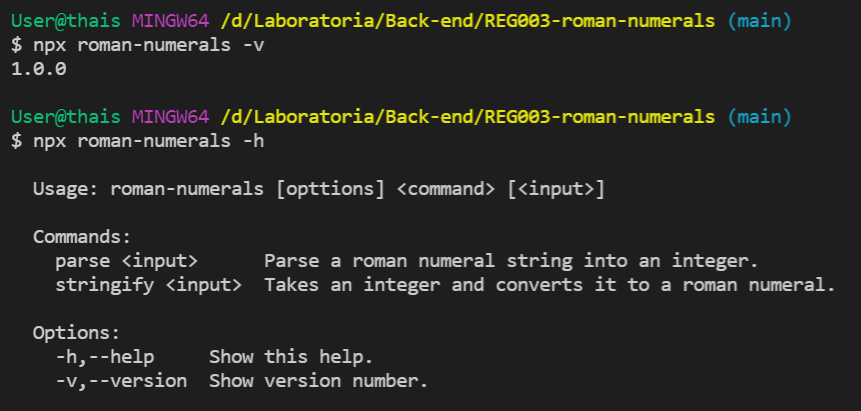 User@thais MINGW64 /d/Laboratoria/Back-end/REG003-roman-numerals (main)
$ npx roman-numerals -v
1.0.0
User@thais MINGW64 /d/Laboratoria/Back-end/REG003-roman-numerals (main)
$ npx roman-numerals -h
Usage: roman-numerals [opttions] <command> [<input>]
Commands:
parse <input>      Parse a roman numeral string into an integer.
stringify <input>  Takes an integer and converts it to a roman numeral.
Options:
-h,--help     Show this help.
-v,--version  Show version number.